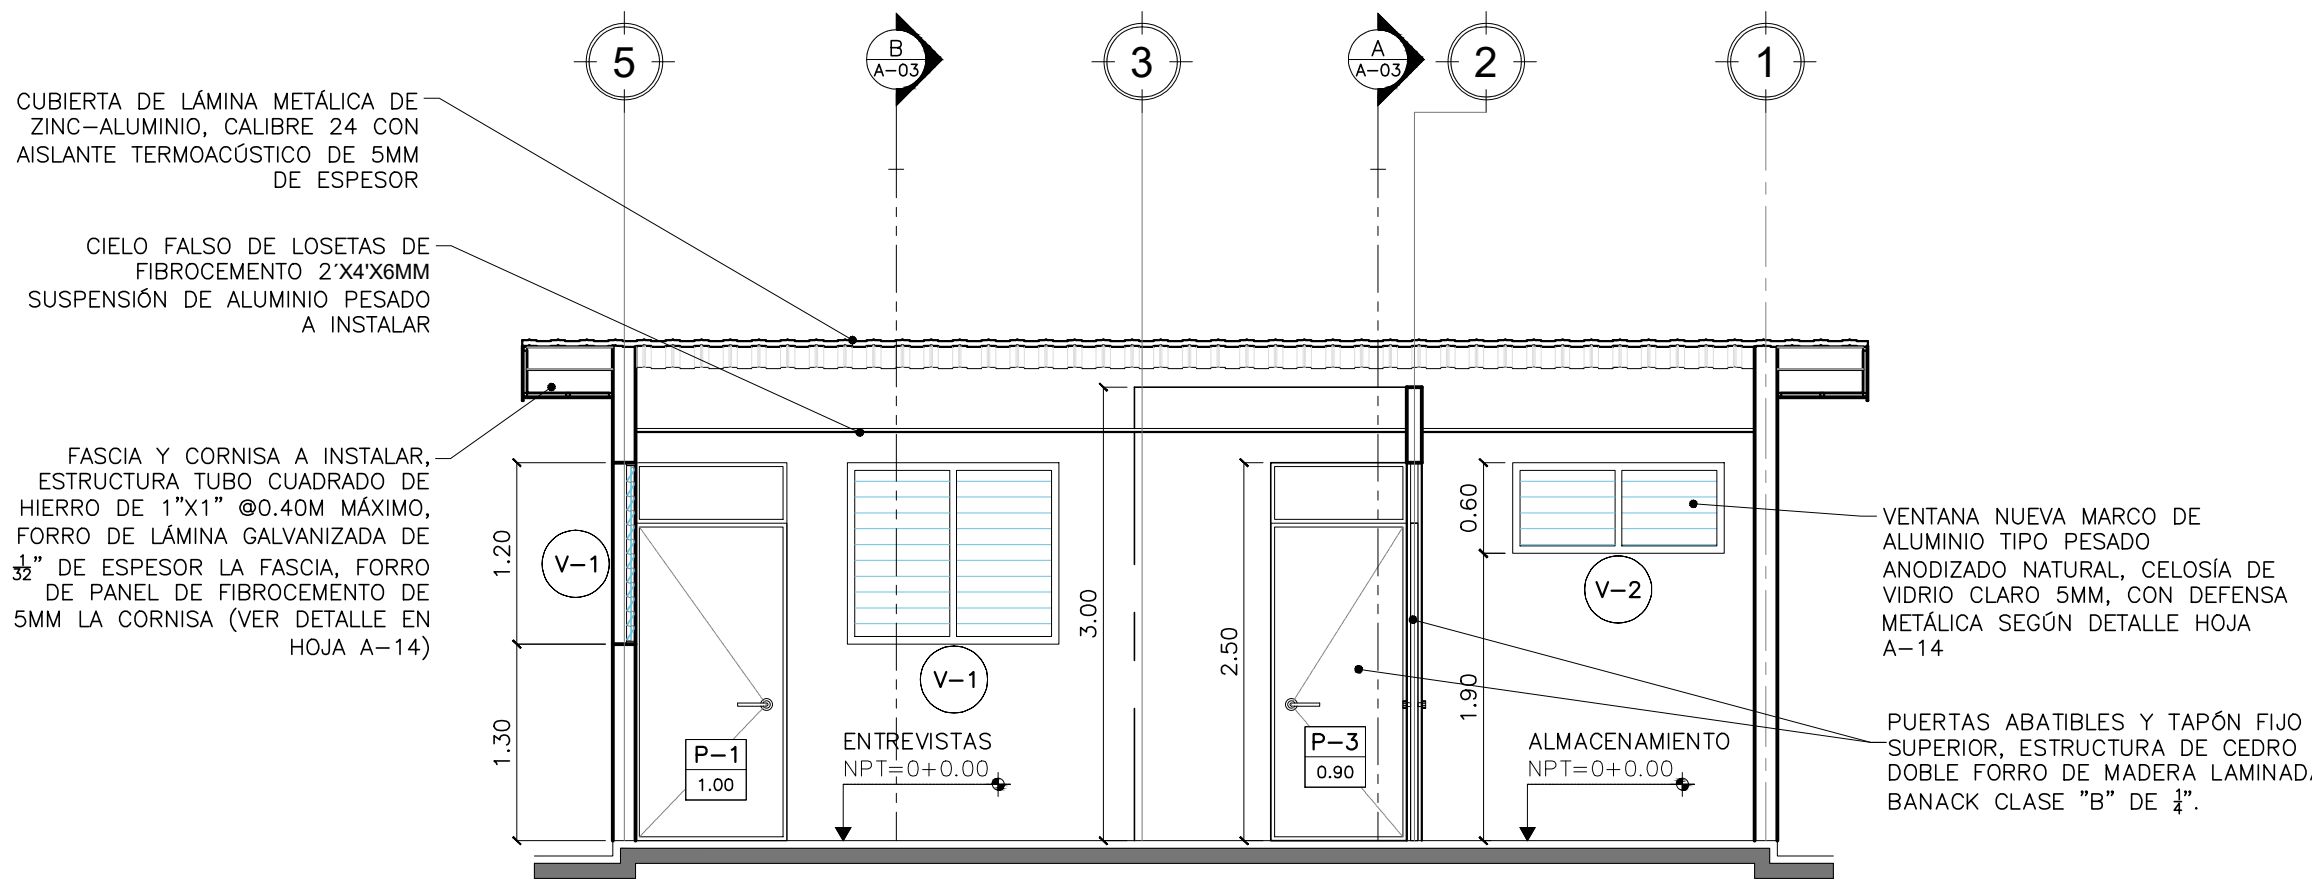 5
B
A-03
3
A
A-03
2
1
CUBIERTA DE LÁMINA METÁLICA DE
ZINC-ALUMINIO, CALIBRE 24 CON
AISLANTE TERMOACÚSTICO DE 5MM
DE ESPESOR
CIELO FALSO DE LOSETAS DE
FIBROCEMENTO 2´X4'X6MM
SUSPENSIÓN DE ALUMINIO PESADO
A INSTALAR
FASCIA Y CORNISA A INSTALAR,
ESTRUCTURA TUBO CUADRADO DE
HIERRO DE 1"X1" @0.40M MÁXIMO,
FORRO DE LÁMINA GALVANIZADA DE
1/32" DE ESPESOR LA FASCIA, FORRO
DE PANEL DE FIBROCEMENTO DE
5MM LA CORNISA (VER DETALLE EN
HOJA A-14)
1.20
1.30
V-1
P-1
1.00
V-1
ENTREVISTAS
NPT=0+0.00
3.00
2.50
P-3
0.90
0.60
1.90
V-2
ALMACENAMIENTO
NPT=0+0.00
VENTANA NUEVA MARCO DE
ALUMINIO TIPO PESADO
ANODIZADO NATURAL, CELOSÍA DE
VIDRIO CLARO 5MM, CON DEFENSA
METÁLICA SEGÚN DETALLE HOJA
A-14
PUERTAS ABATIBLES Y TAPÓN FIJO
SUPERIOR, ESTRUCTURA DE CEDRO
DOBLE FORRO DE MADERA LAMINADA
BANACK CLASE "B" DE 1/4".